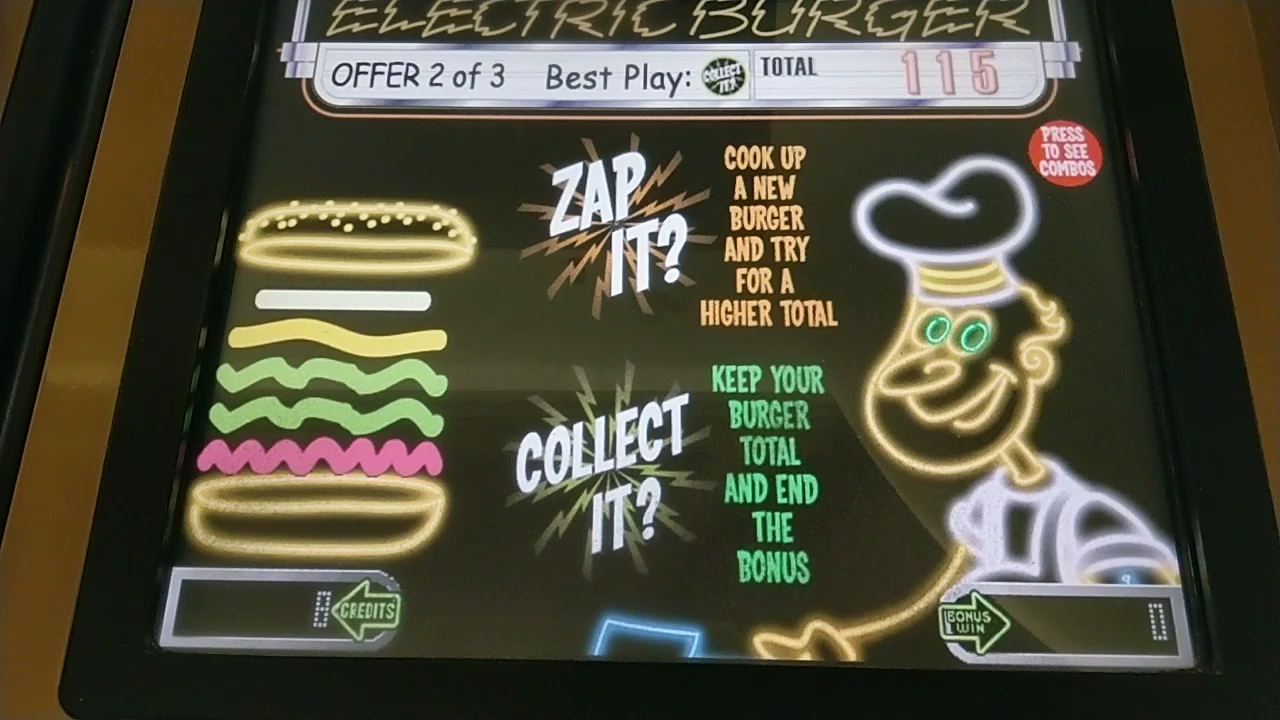 ELECTRIC BURGER
OFFER 2 of 3 Best Play: COLLECT IT! TOTAL 115
PRESS
TO SEE
COMBOS
ZAP
IT?
COOK UP
A NEW
BURGER
AND TRY
FOR A
HIGHER TOTAL
COLLECT
IT?
KEEP YOUR
BURGER
TOTAL
AND END
THE
BONUS
CREDITS
BONUS
WIN
0